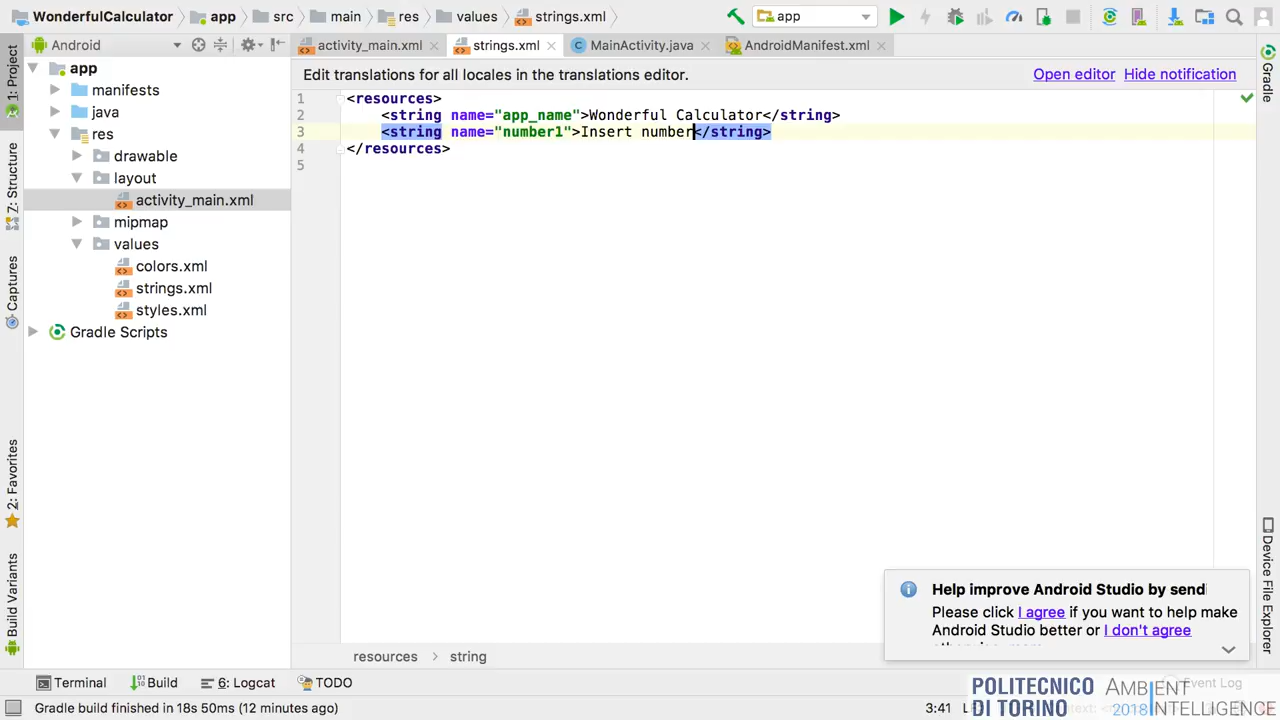 WonderfulCalculator app src main res values strings.xml app
1: Project
Z: Structure
Captures
2: Favorites
Build Variants
Android
app
manifests
java
res
drawable
layout
activity_main.xml
mipmap
values
colors.xml
strings.xml
styles.xml
Gradle Scripts
activity_main.xml strings.xml MainActivity.java AndroidManifest.xml
Edit translations for all locales in the translations editor. Open editor Hide notification
1 <resources>
2 <string name="app_name">Wonderful Calculator</string>
3 <string name="number1">Insert number</string>
4 </resources>
5
Gradle
Device File Explorer
Help improve Android Studio by send
Please click I agree if you want to help make
Android Studio better or I don't agree
resources > string
Terminal Build 6: Logcat TODO Event Log
Gradle build finished in 18s 50ms (12 minutes ago) 3:41
POLITECNICO
DI TORINO
AMBIENT
2018 INTELLIGENCE